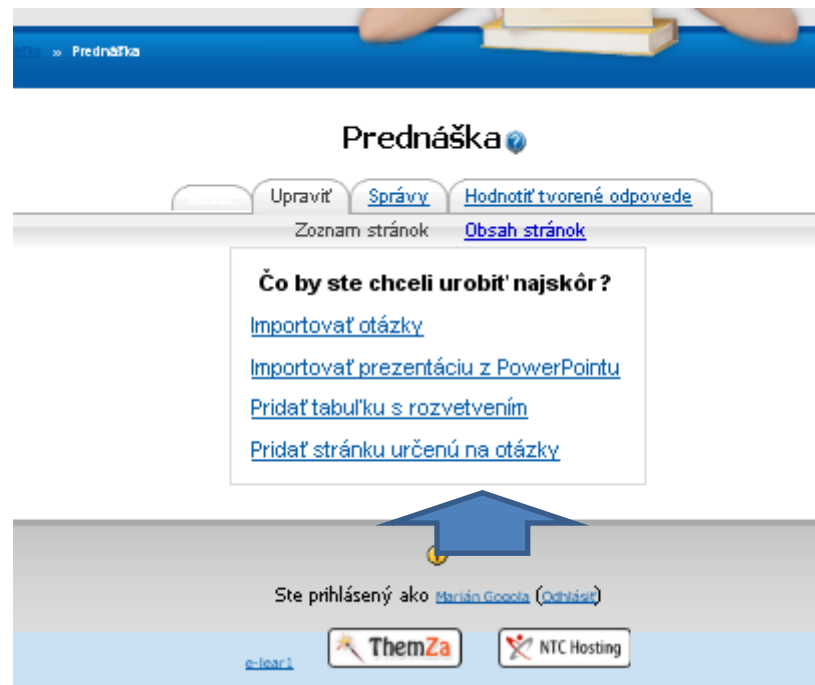 » Prednáška
Prednáška
Upraviť Správy Hodnotiť tvorené odpovede
Zoznam stránok Obsah stránok
Čo by ste chceli urobiť najskôr?
Importovať otázky
Importovať prezentáciu z PowerPointu
Pridať tabuľku s rozvetvením
Pridať stránku určenú na otázky
Ste prihlásený ako Marián Gogola (Odhlásiť)
e-lear1 ThemZa NTC Hosting